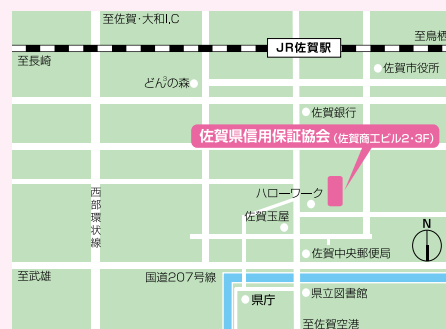 至佐賀・大和I.C
JR佐賀駅
至鳥栖
至長崎
佐賀市役所
どん3の森
佐賀銀行
佐賀県信用保証協会(佐賀商工ビル2・3F)
西部環状線
ハローワーク
佐賀玉屋
N
佐賀中央郵便局
至武雄
国道207号線
県庁
県立図書館
至佐賀空港